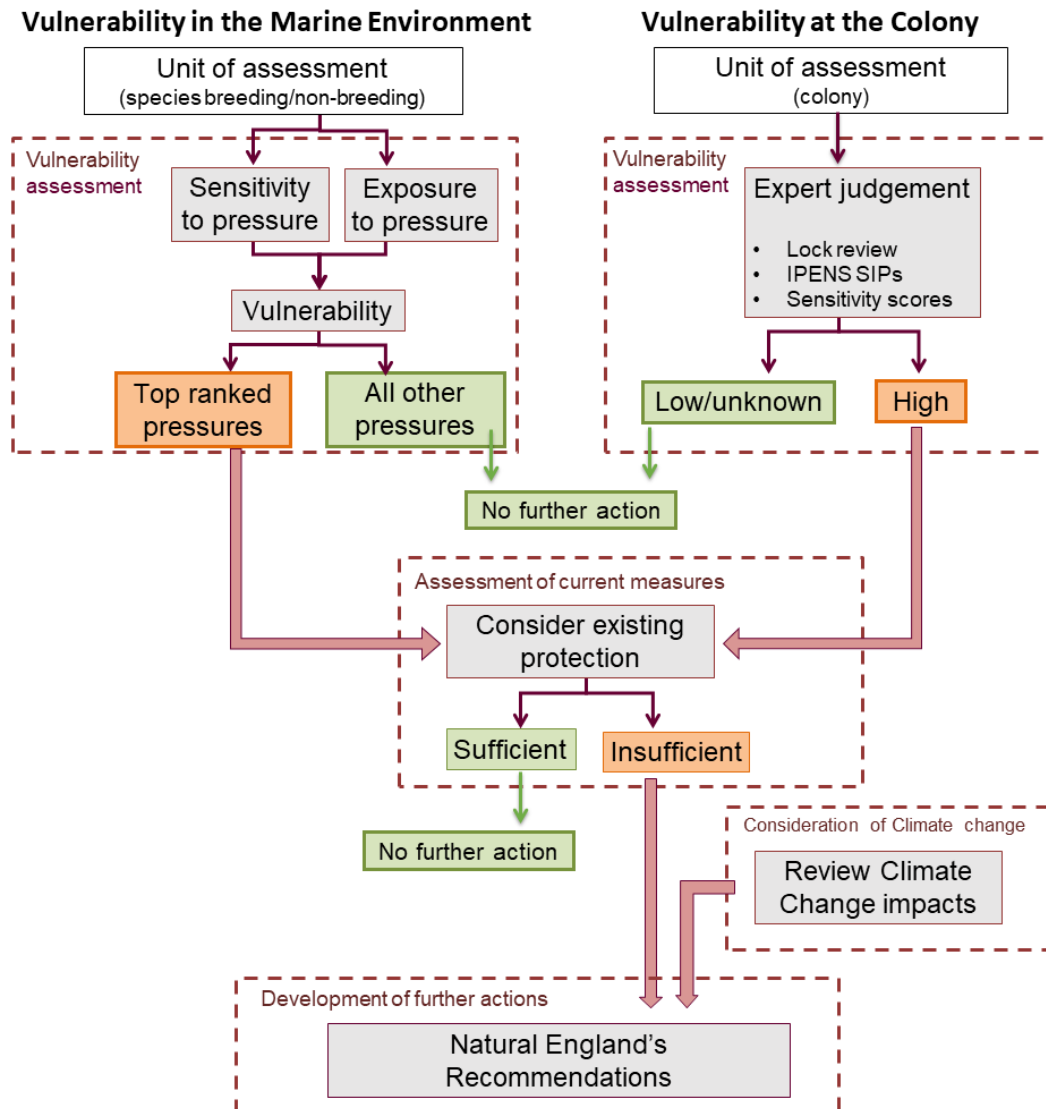 Vulnerability in the Marine Environment
Unit of assessment
(species breeding/non-breeding)
Vulnerability
assessment
Sensitivity
to pressure
Exposure
to pressure
Vulnerability
Top ranked
pressures
All other
pressures
Vulnerability at the Colony
Unit of assessment
(colony)
Vulnerability
assessment
Expert judgement
• Lock review
• IPENS SIPs
• Sensitivity scores
Low/unknown
High
No further action
Assessment of current measures
Consider existing
protection
Sufficient
Insufficient
No further action
Consideration of Climate change
Review Climate
Change impacts
Development of further actions
Natural England's
Recommendations